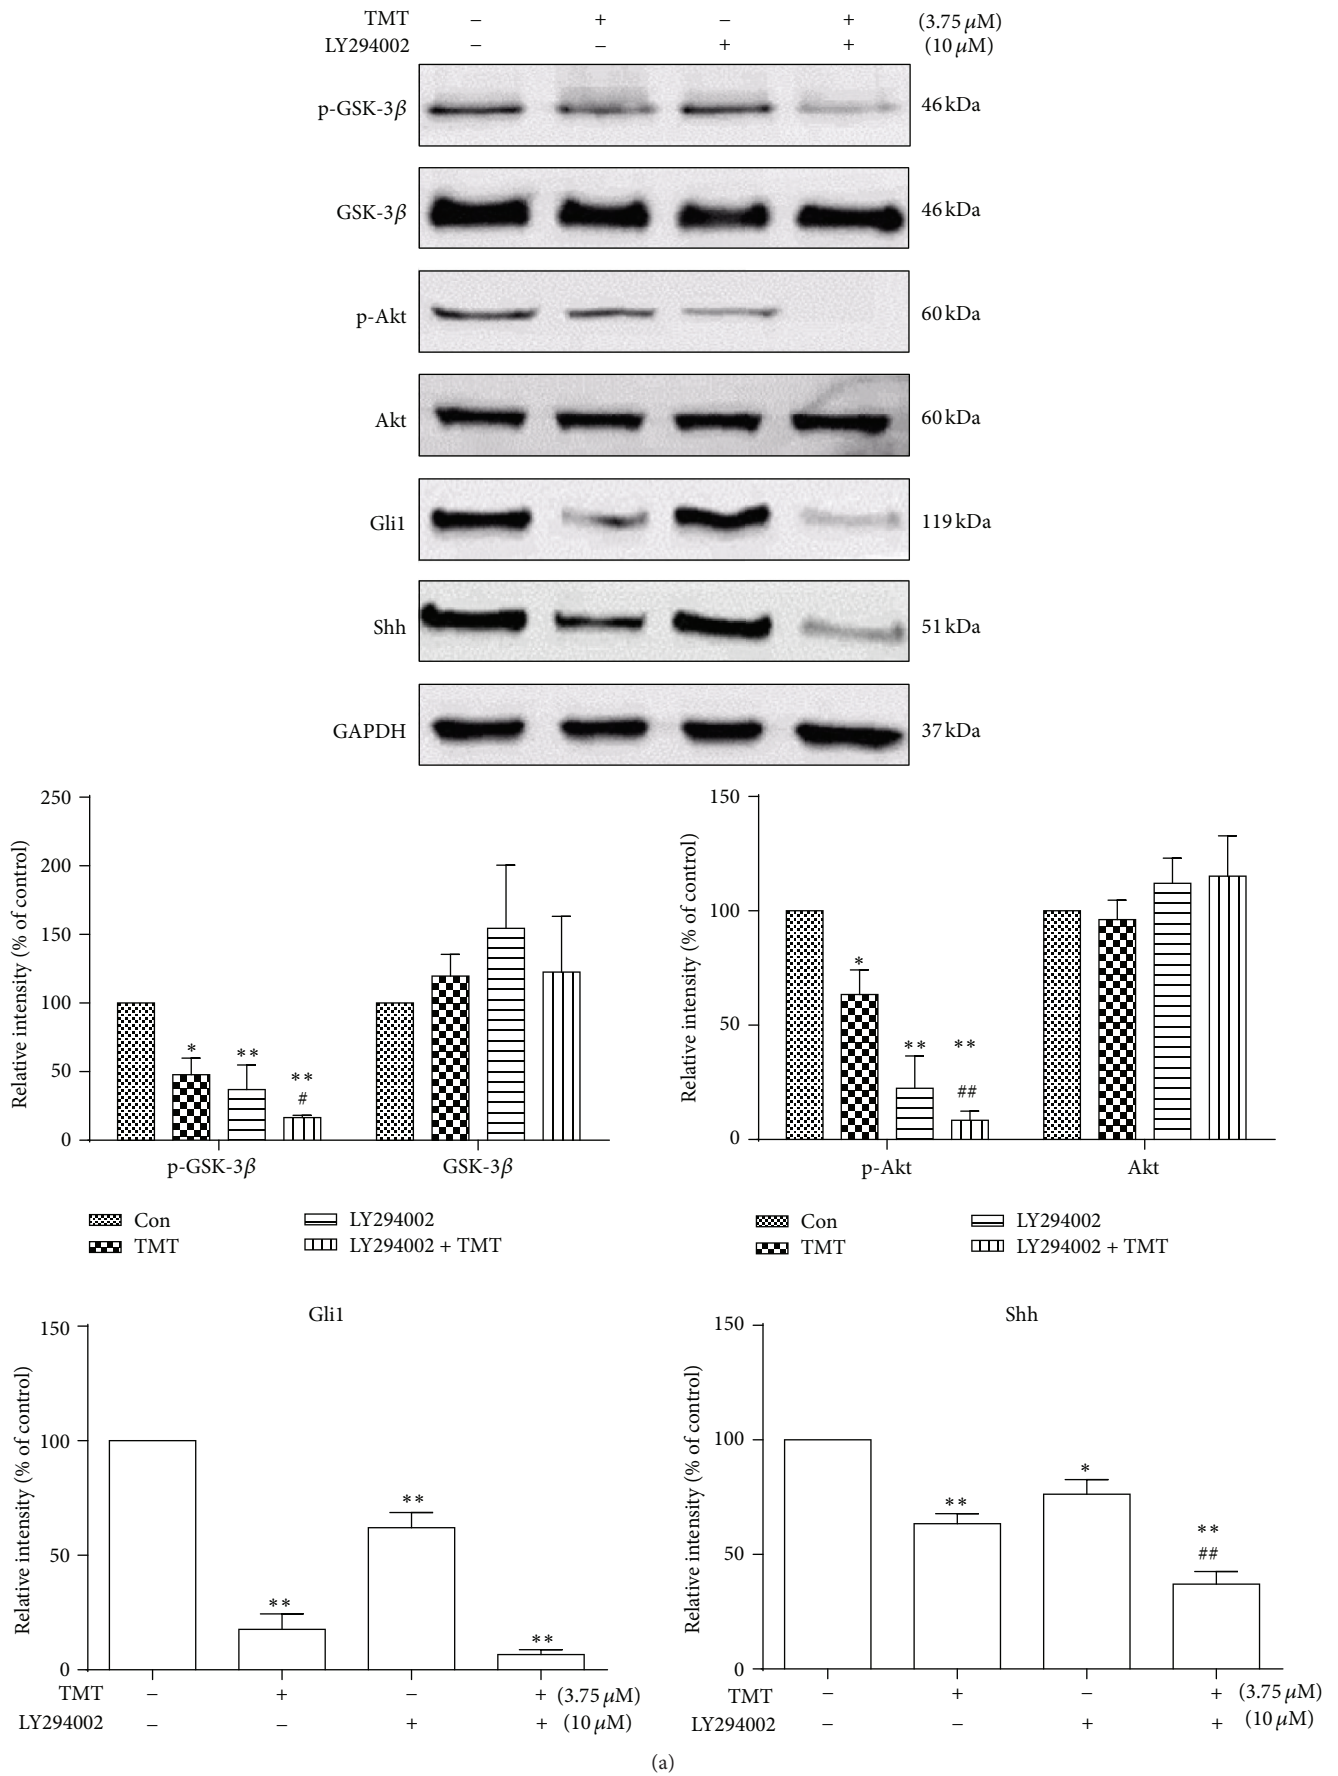 TMT − + − + (3.75 μM)
LY294002 − − + + (10 μM)
p-GSK-3β 46 kDa
GSK-3β 46 kDa
p-Akt 60 kDa
Akt 60 kDa
Gli1 119 kDa
Shh 51 kDa
GAPDH 37 kDa
Relative intensity (% of control)
250
200
150
100
50
0
*
**
**
#
p-GSK-3β GSK-3β
Con LY294002
TMT LY294002 + TMT
Relative intensity (% of control)
150
100
50
0
*
**
**
##
p-Akt Akt
Con LY294002
TMT LY294002 + TMT
Gli1
Relative intensity (% of control)
150
100
50
0
**
**
**
TMT − + − + (3.75 μM)
LY294002 − − + + (10 μM)
Shh
Relative intensity (% of control)
150
100
50
0
**
*
**
##
TMT − + − + (3.75 μM)
LY294002 − − + + (10 μM)
(a)